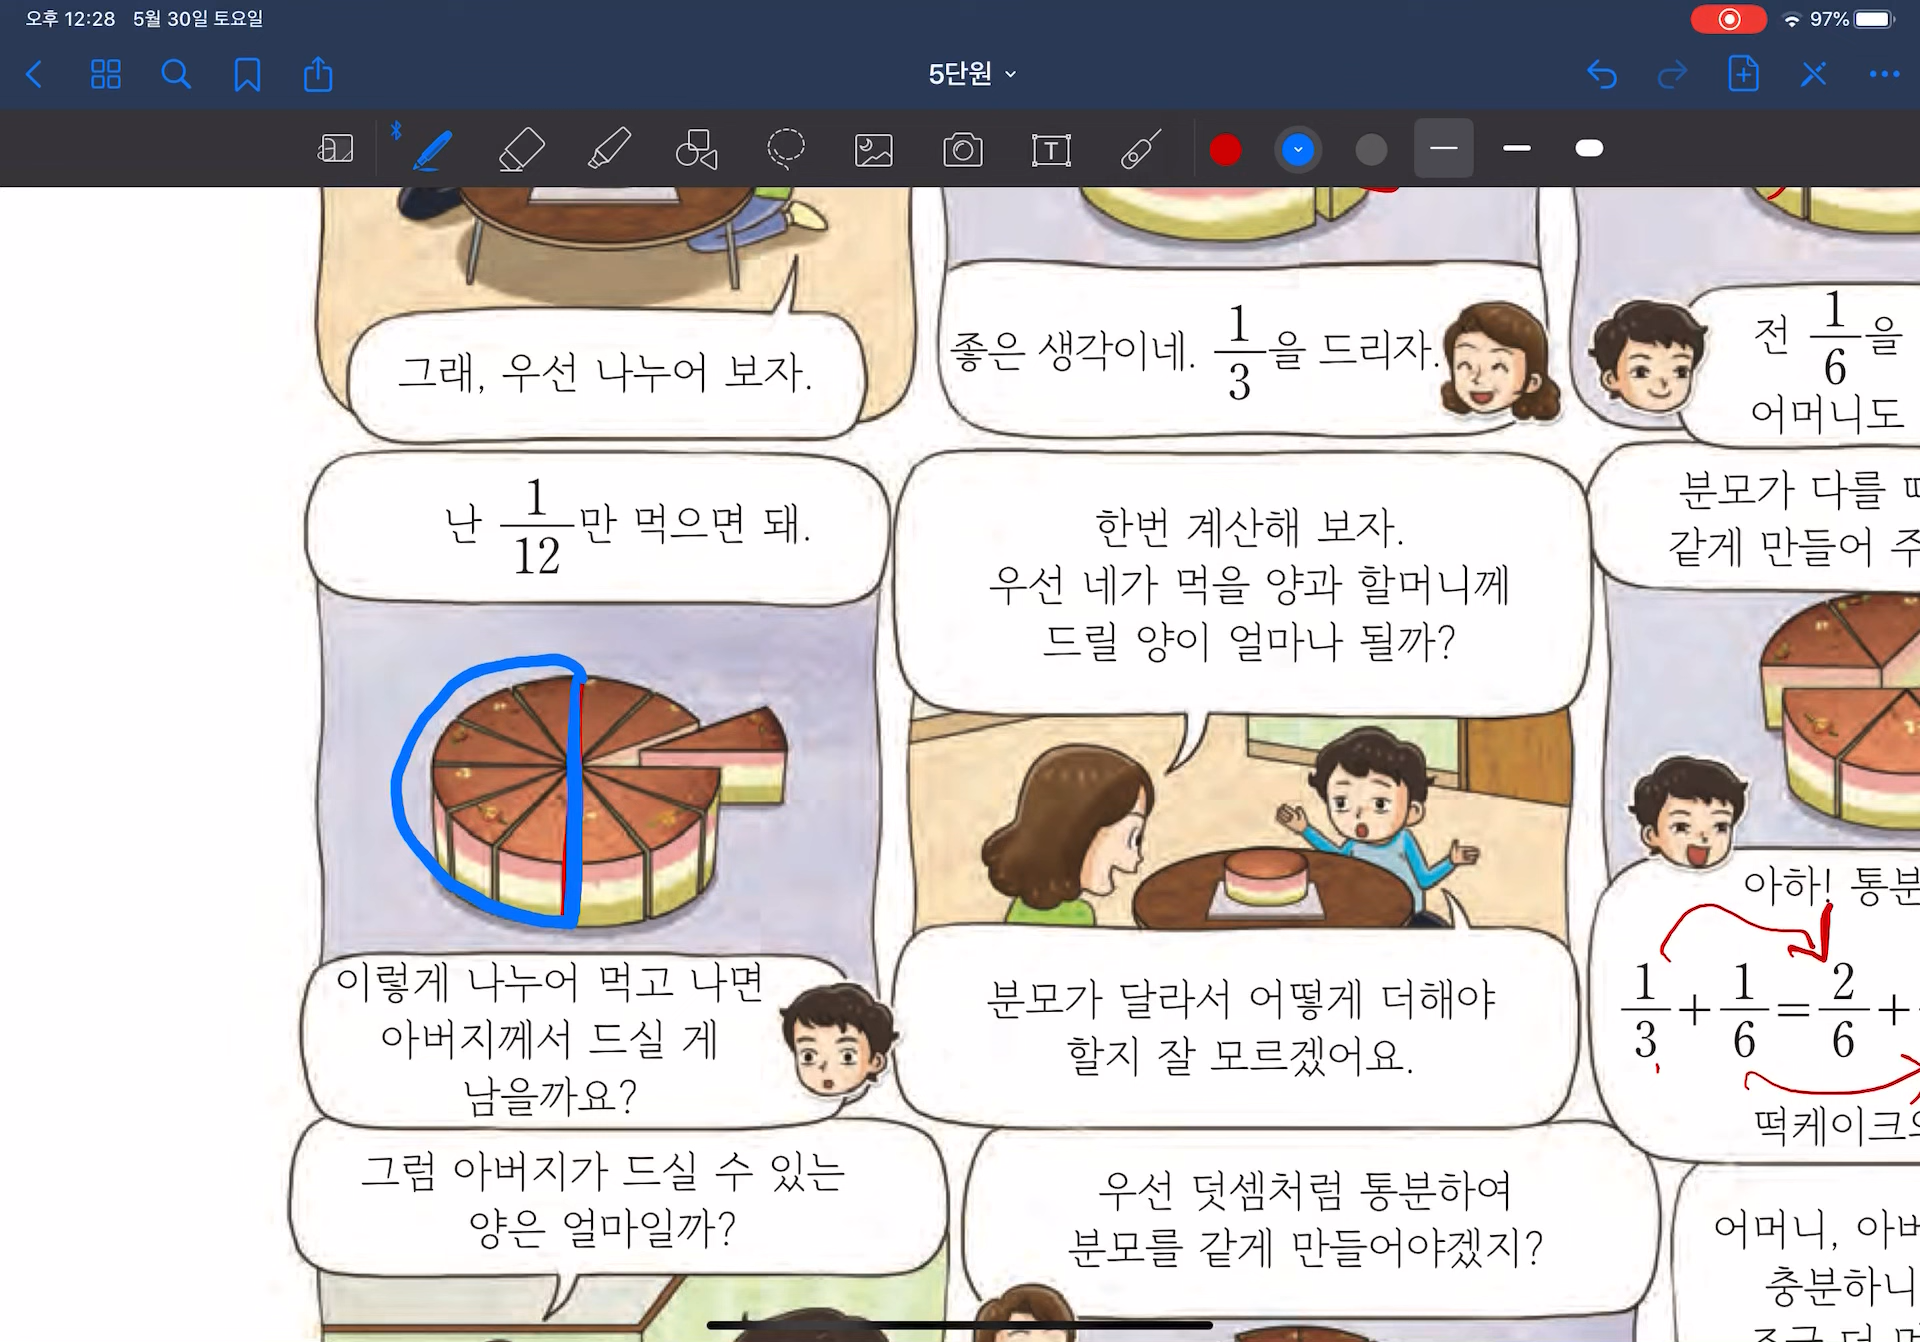 오후 12:28 5월 30일 토요일
97%
5단원
그래, 우선 나누어 보자.
좋은 생각이네. 1/3을 드리자.
전 1/6을
어머니도
난 1/12만 먹으면 돼.
한번 계산해 보자.
우선 네가 먹을 양과 할머니께
드릴 양이 얼마나 될까?
분모가 다를
같게 만들어 주
이렇게 나누어 먹고 나면
아버지께서 드실 게
남을까요?
분모가 달라서 어떻게 더해야
할지 잘 모르겠어요.
아하! 통분
1/3+1/6=2/6+
떡케이크
그럼 아버지가 드실 수 있는
양은 얼마일까?
우선 덧셈처럼 통분하여
분모를 같게 만들어야겠지?
어머니, 아버
충분하니